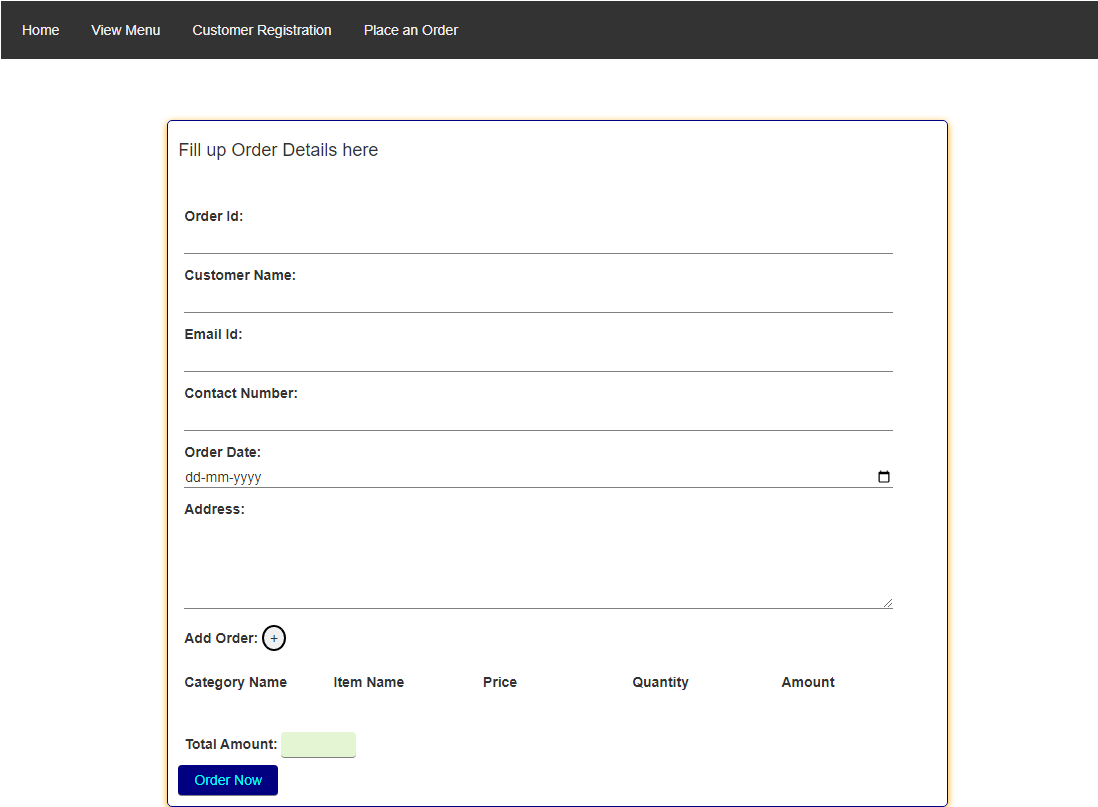 Home View Menu Customer Registration Place an Order
Fill up Order Details here
Order Id:
Customer Name:
Email Id:
Contact Number:
Order Date:
dd-mm-yyyy
Address:
Add Order: +
Category Name Item Name Price Quantity Amount
Total Amount:
Order Now